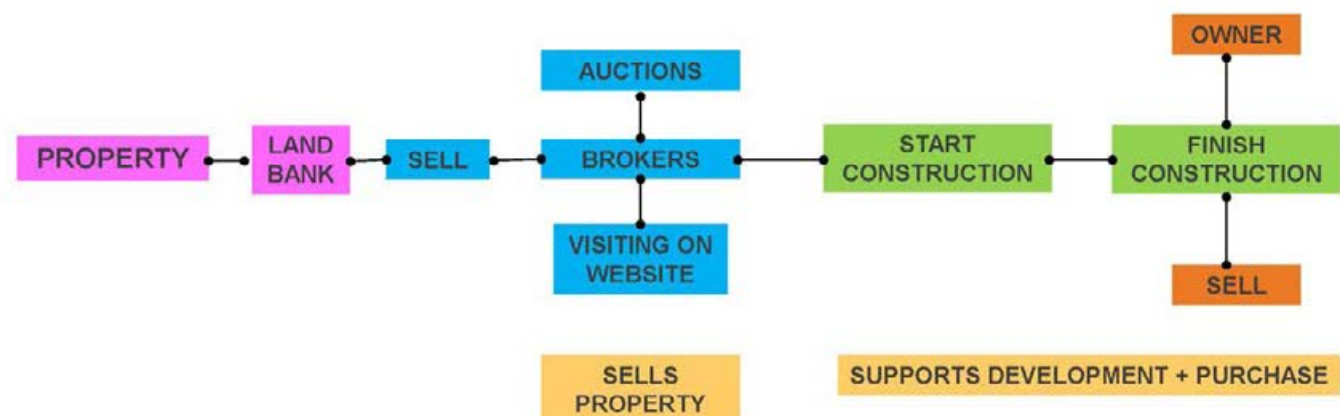 OWNER
AUCTIONS
PROPERTY
LAND
BANK
SELL
BROKERS
START
CONSTRUCTION
FINISH
CONSTRUCTION
VISITING ON
WEBSITE
SELL
SELLS
PROPERTY
SUPPORTS DEVELOPMENT + PURCHASE